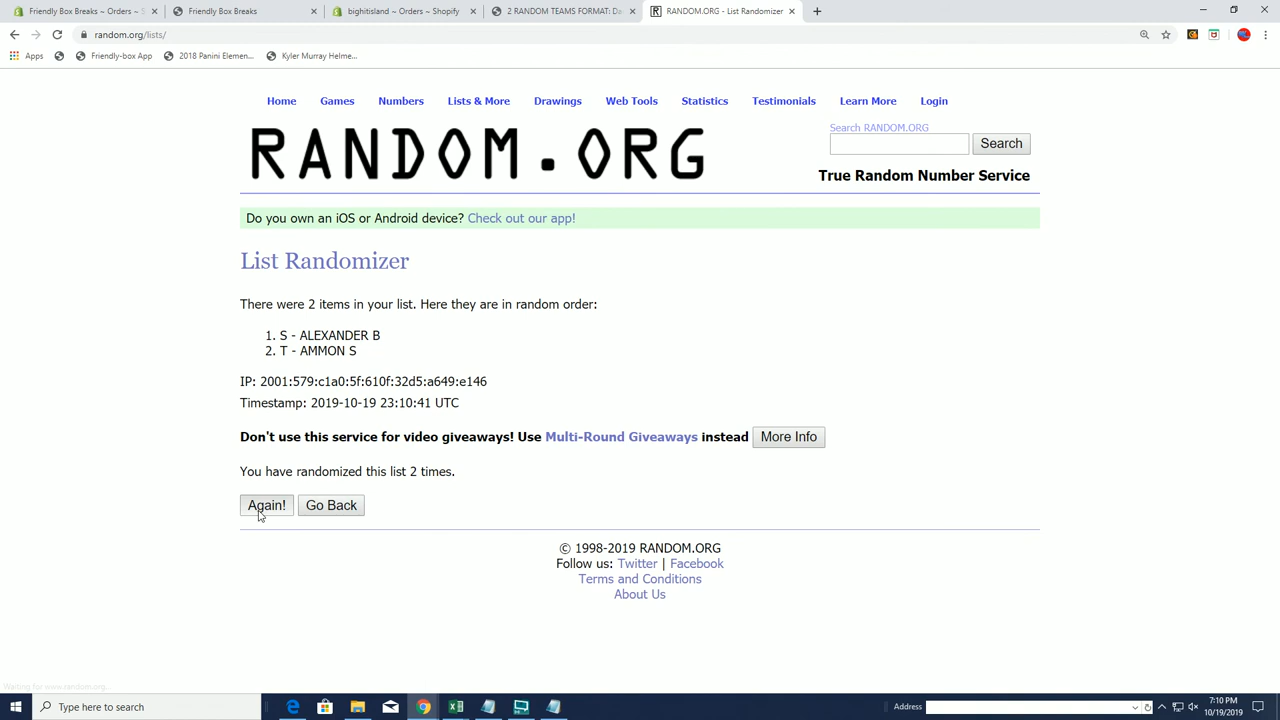 Friendly Box Breaks ~ Orders ~ S
Friendly Box Breaks
bighitisland ~ Orders ~ Shopify
2 RANDOM TEAMS FORMAT: Da
RANDOM.ORG - List Randomizer
random.org/lists/
Apps
Friendly-box App
2018 Panini Elemen...
Kyler Murray Helme...
Home Games Numbers Lists & More Drawings Web Tools Statistics Testimonials Learn More Login
RANDOM.ORG
Search RANDOM.ORG
Search
True Random Number Service
Do you own an iOS or Android device? Check out our app!
List Randomizer
There were 2 items in your list. Here they are in random order:
1. S - ALEXANDER B
2. T - AMMON S
IP: 2001:579:c1a0:5f:610f:32d5:a649:e146
Timestamp: 2019-10-19 23:10:41 UTC
Don't use this service for video giveaways! Use Multi-Round Giveaways instead More Info
You have randomized this list 2 times.
Again! Go Back
© 1998-2019 RANDOM.ORG
Follow us: Twitter | Facebook
Terms and Conditions
About Us
Waiting for www.random.org...
Type here to search
Address
7:10 PM
10/19/2019